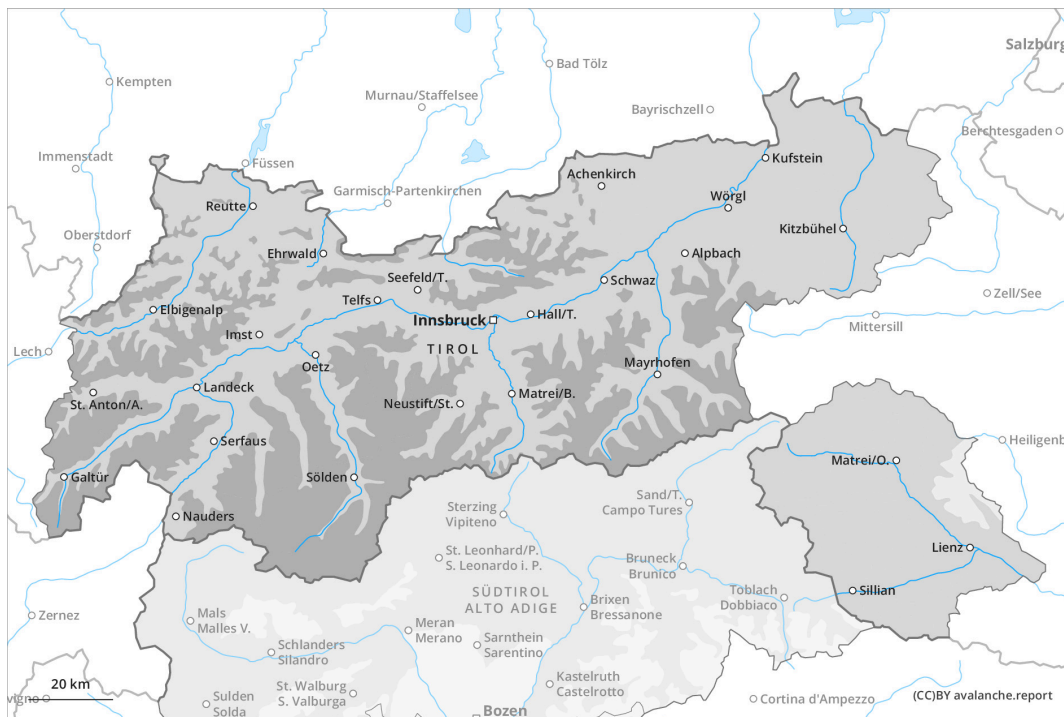 Salzburg
Kempten
Bad Tölz
Murnau/Staffelsee
Bayrischzell
Berchtesgaden
Immenstadt
Füssen
Kufstein
Achenkirch
Garmisch-Partenkirchen
Reutte
Wörgl
Oberstdorf
Kitzbühel
Ehrwald
Alpbach
Seefeld/T.
Schwaz
Zell/See
Telfs
Elbigenalp
Hall/T.
Innsbruck
Mittersill
Imst
TIROL
Lech
Oetz
Mayrhofen
Landeck
St. Anton/A.
Neustift/St.
Matrei/B.
Serfaus
Heiligenb
Matrei/O.
Galtür
Sölden
Sand/T.
Campo Tures
Sterzing
Vipiteno
Nauders
Lienz
St. Leonhard/P.
S. Leonardo i. P.
Bruneck
Brunico
SÜDTIROL
ALTO ADIGE
Sillian
Toblach
Dobbiaco
Brixen
Bressanone
Zernez
Mals
Malles V.
Meran
Merano
Sarnthein
Sarentino
Schlanders
Silandro
Kastelruth
Castelrotto
20 km
St. Walburg
S. Valburga
vigno
Sulden
Solda
Cortina d'Ampezzo
(CC)BY avalanche.report
Bozen